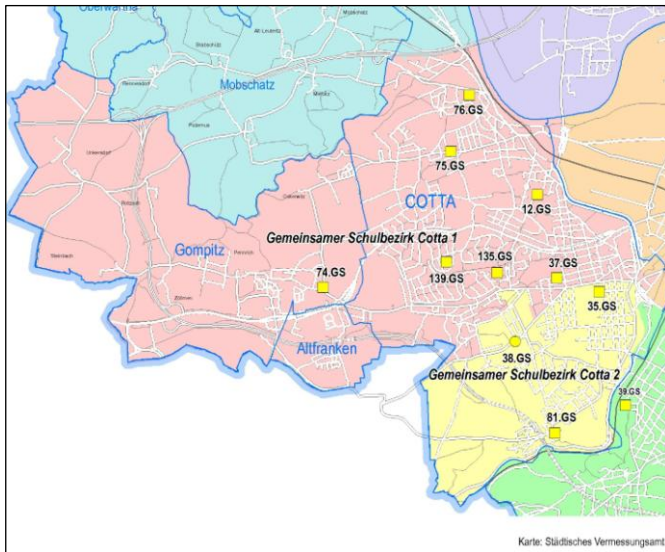 Oberwartha
Mobschatz
76.GS
75.GS
COTTA
12.GS
Gemeinsamer Schulbezirk Cotta 1
Gompitz
74.GS
139.GS
135.GS
37.GS
35.GS
Altfranken
38.GS
Gemeinsamer Schulbezirk Cotta 2
39.GS
81.GS
Karte: Städtisches Vermessungsamt